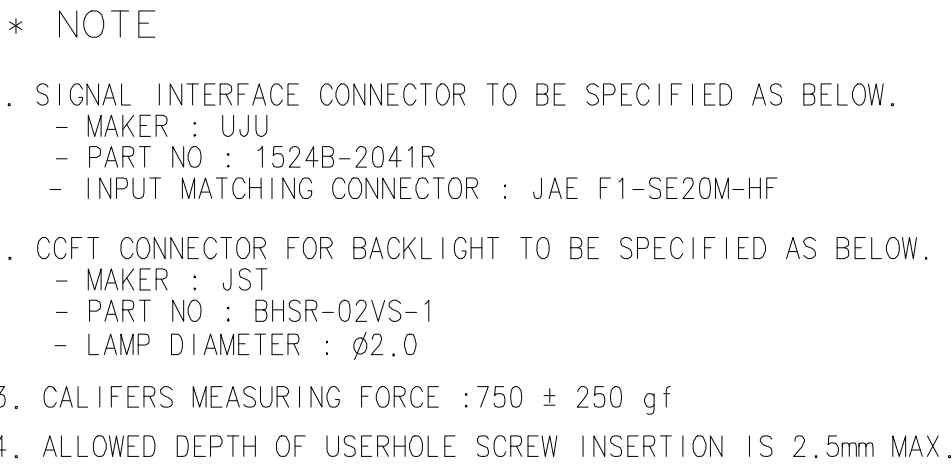 * NOTE
. SIGNAL INTERFACE CONNECTOR TO BE SPECIFIED AS BELOW.
- MAKER : UJU
- PART NO : 1524B-2041R
- INPUT MATCHING CONNECTOR : JAE F1-SE20M-HF
. CCFT CONNECTOR FOR BACKLIGHT TO BE SPECIFIED AS BELOW.
- MAKER : JST
- PART NO : BHSR-02VS-1
- LAMP DIAMETER : Ø2.0
3. CALIFERS MEASURING FORCE :750 ± 250 gf
4. ALLOWED DEPTH OF USERHOLE SCREW INSERTION IS 2.5mm MAX.